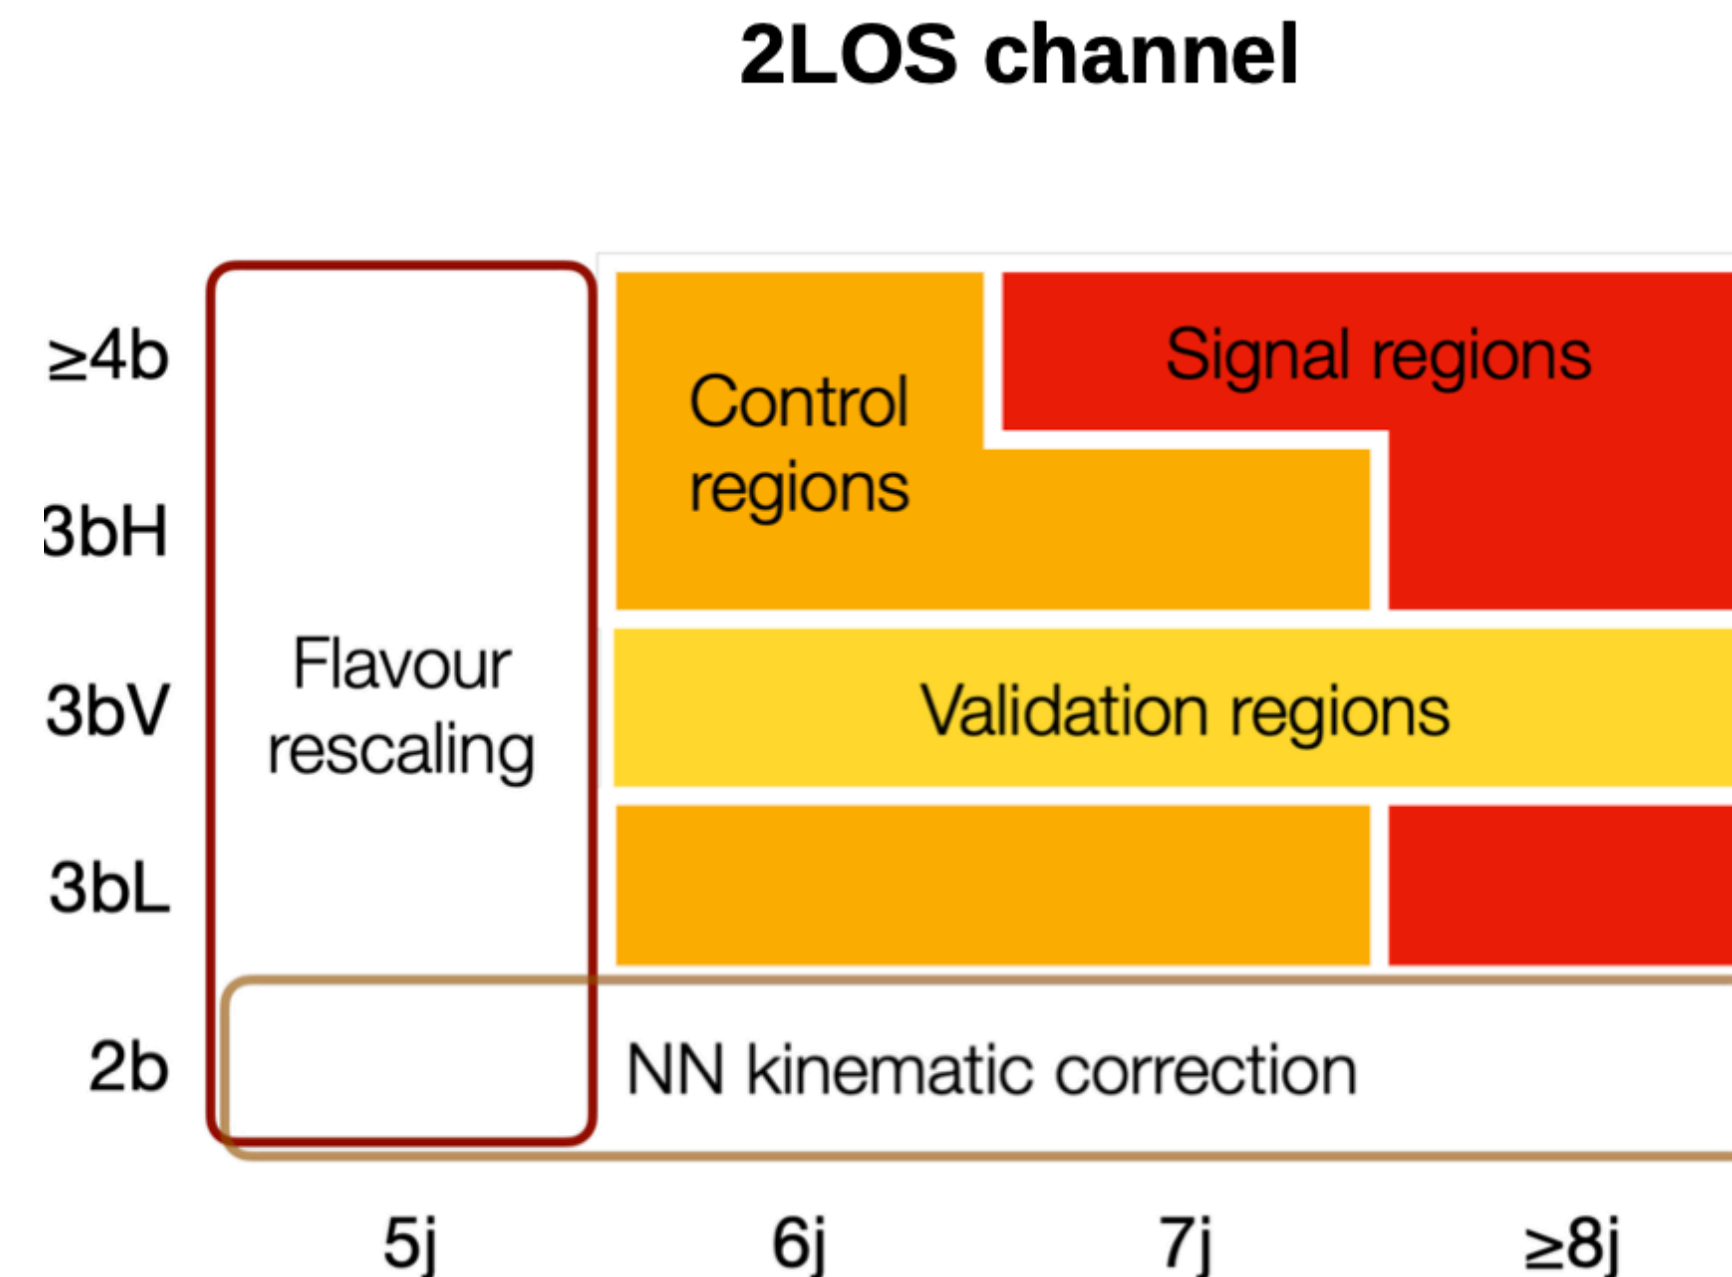 2LOS channel
≥4b
Signal regions
Control
regions
3bH
Flavour
rescaling
3bV
Validation regions
3bL
2b
NN kinematic correction
5j
6j
7j
≥8j